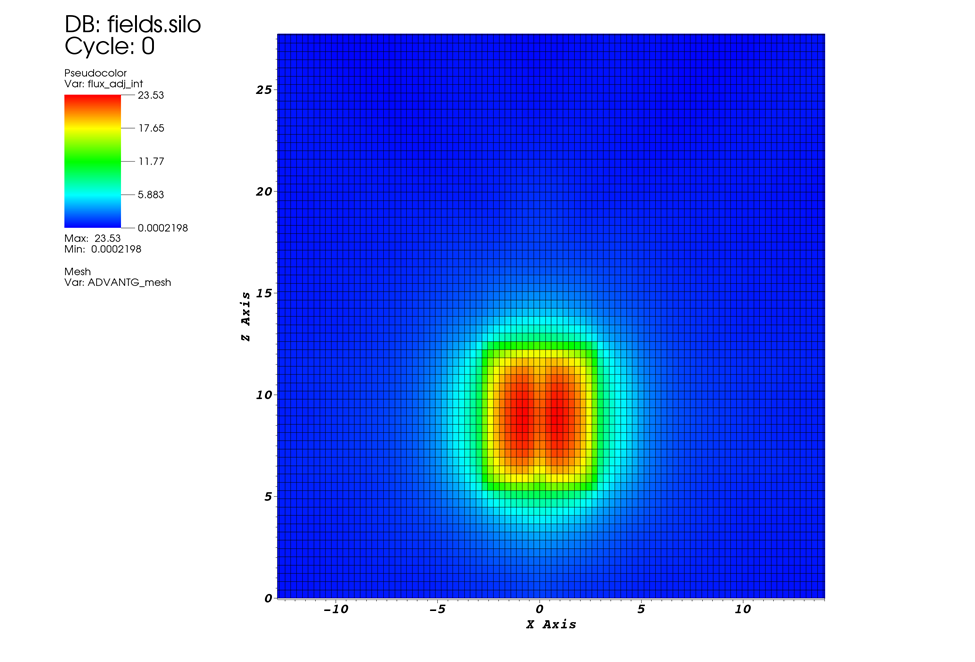 DB: fields.silo
Cycle: 0
Pseudocolor
Var: flux_adj_int
23.53
17.65
11.77
5.883
0.0002198
Max: 23.53
Min: 0.0002198
Mesh
Var: ADVANTG_mesh
25
20
15
10
5
0
Z Axis
-10 -5 0 5 10
X Axis